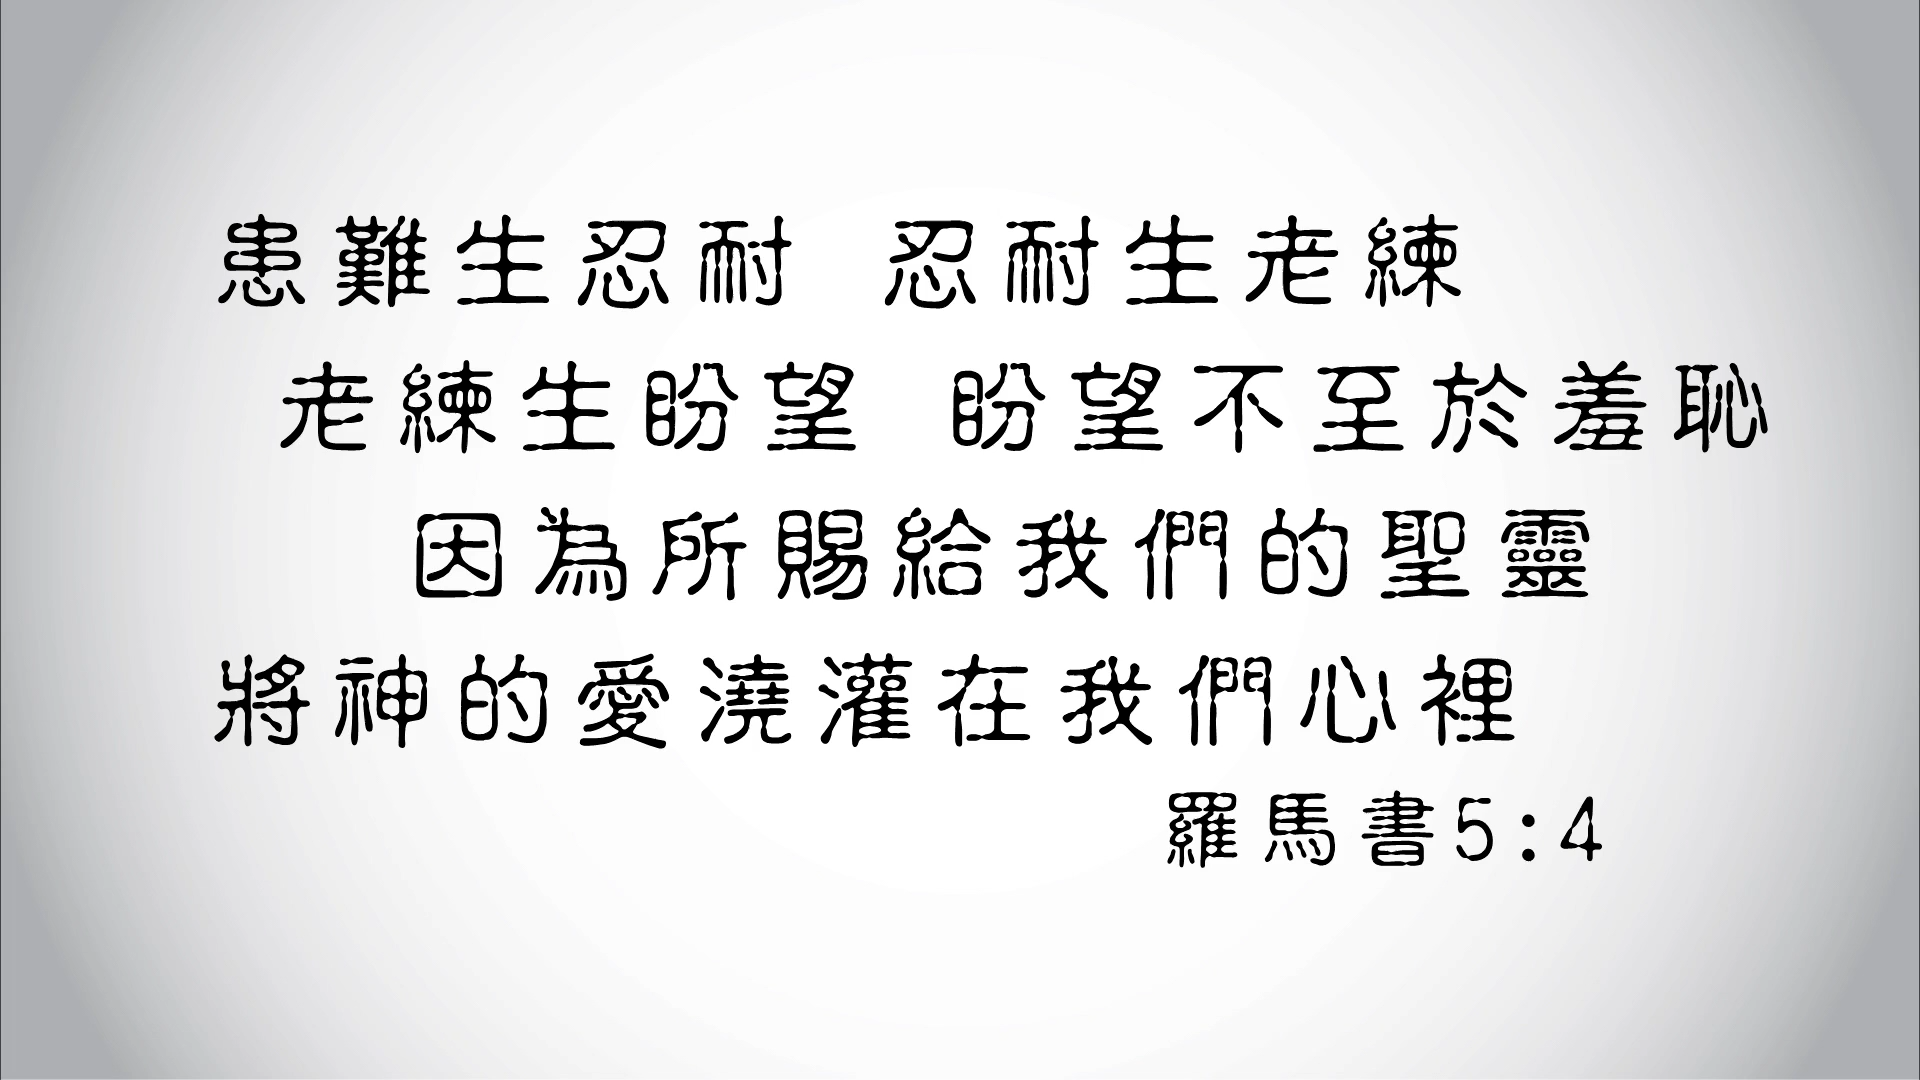 患難生忍耐 忍耐生老練
老練生盼望 盼望不至於羞恥
因為所賜給我們的聖靈
將神的愛澆灌在我們心裡
羅馬書5:4